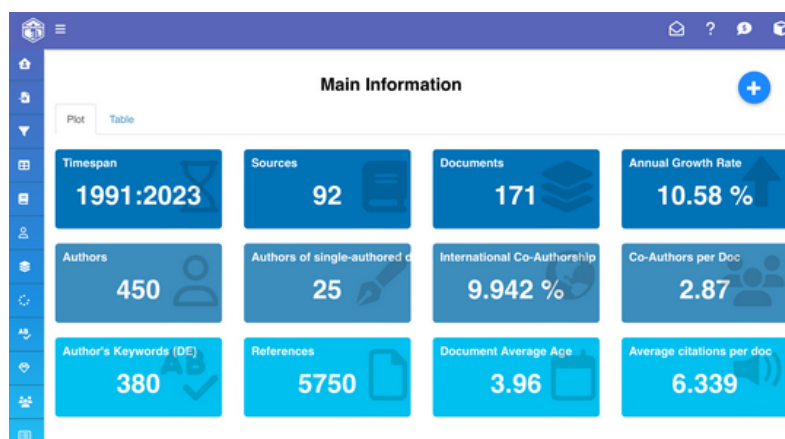 ?
Main Information
Plot Table
Timespan
1991:2023
Sources
92
Documents
171
Annual Growth Rate
10.58 %
Authors
450
Authors of single-authored d
25
International Co-Authorship
9.942 %
Co-Authors per Doc
2.87
Author's Keywords (DE)
380
AB
References
5750
Document Average Age
3.96
Average citations per doc
6.339